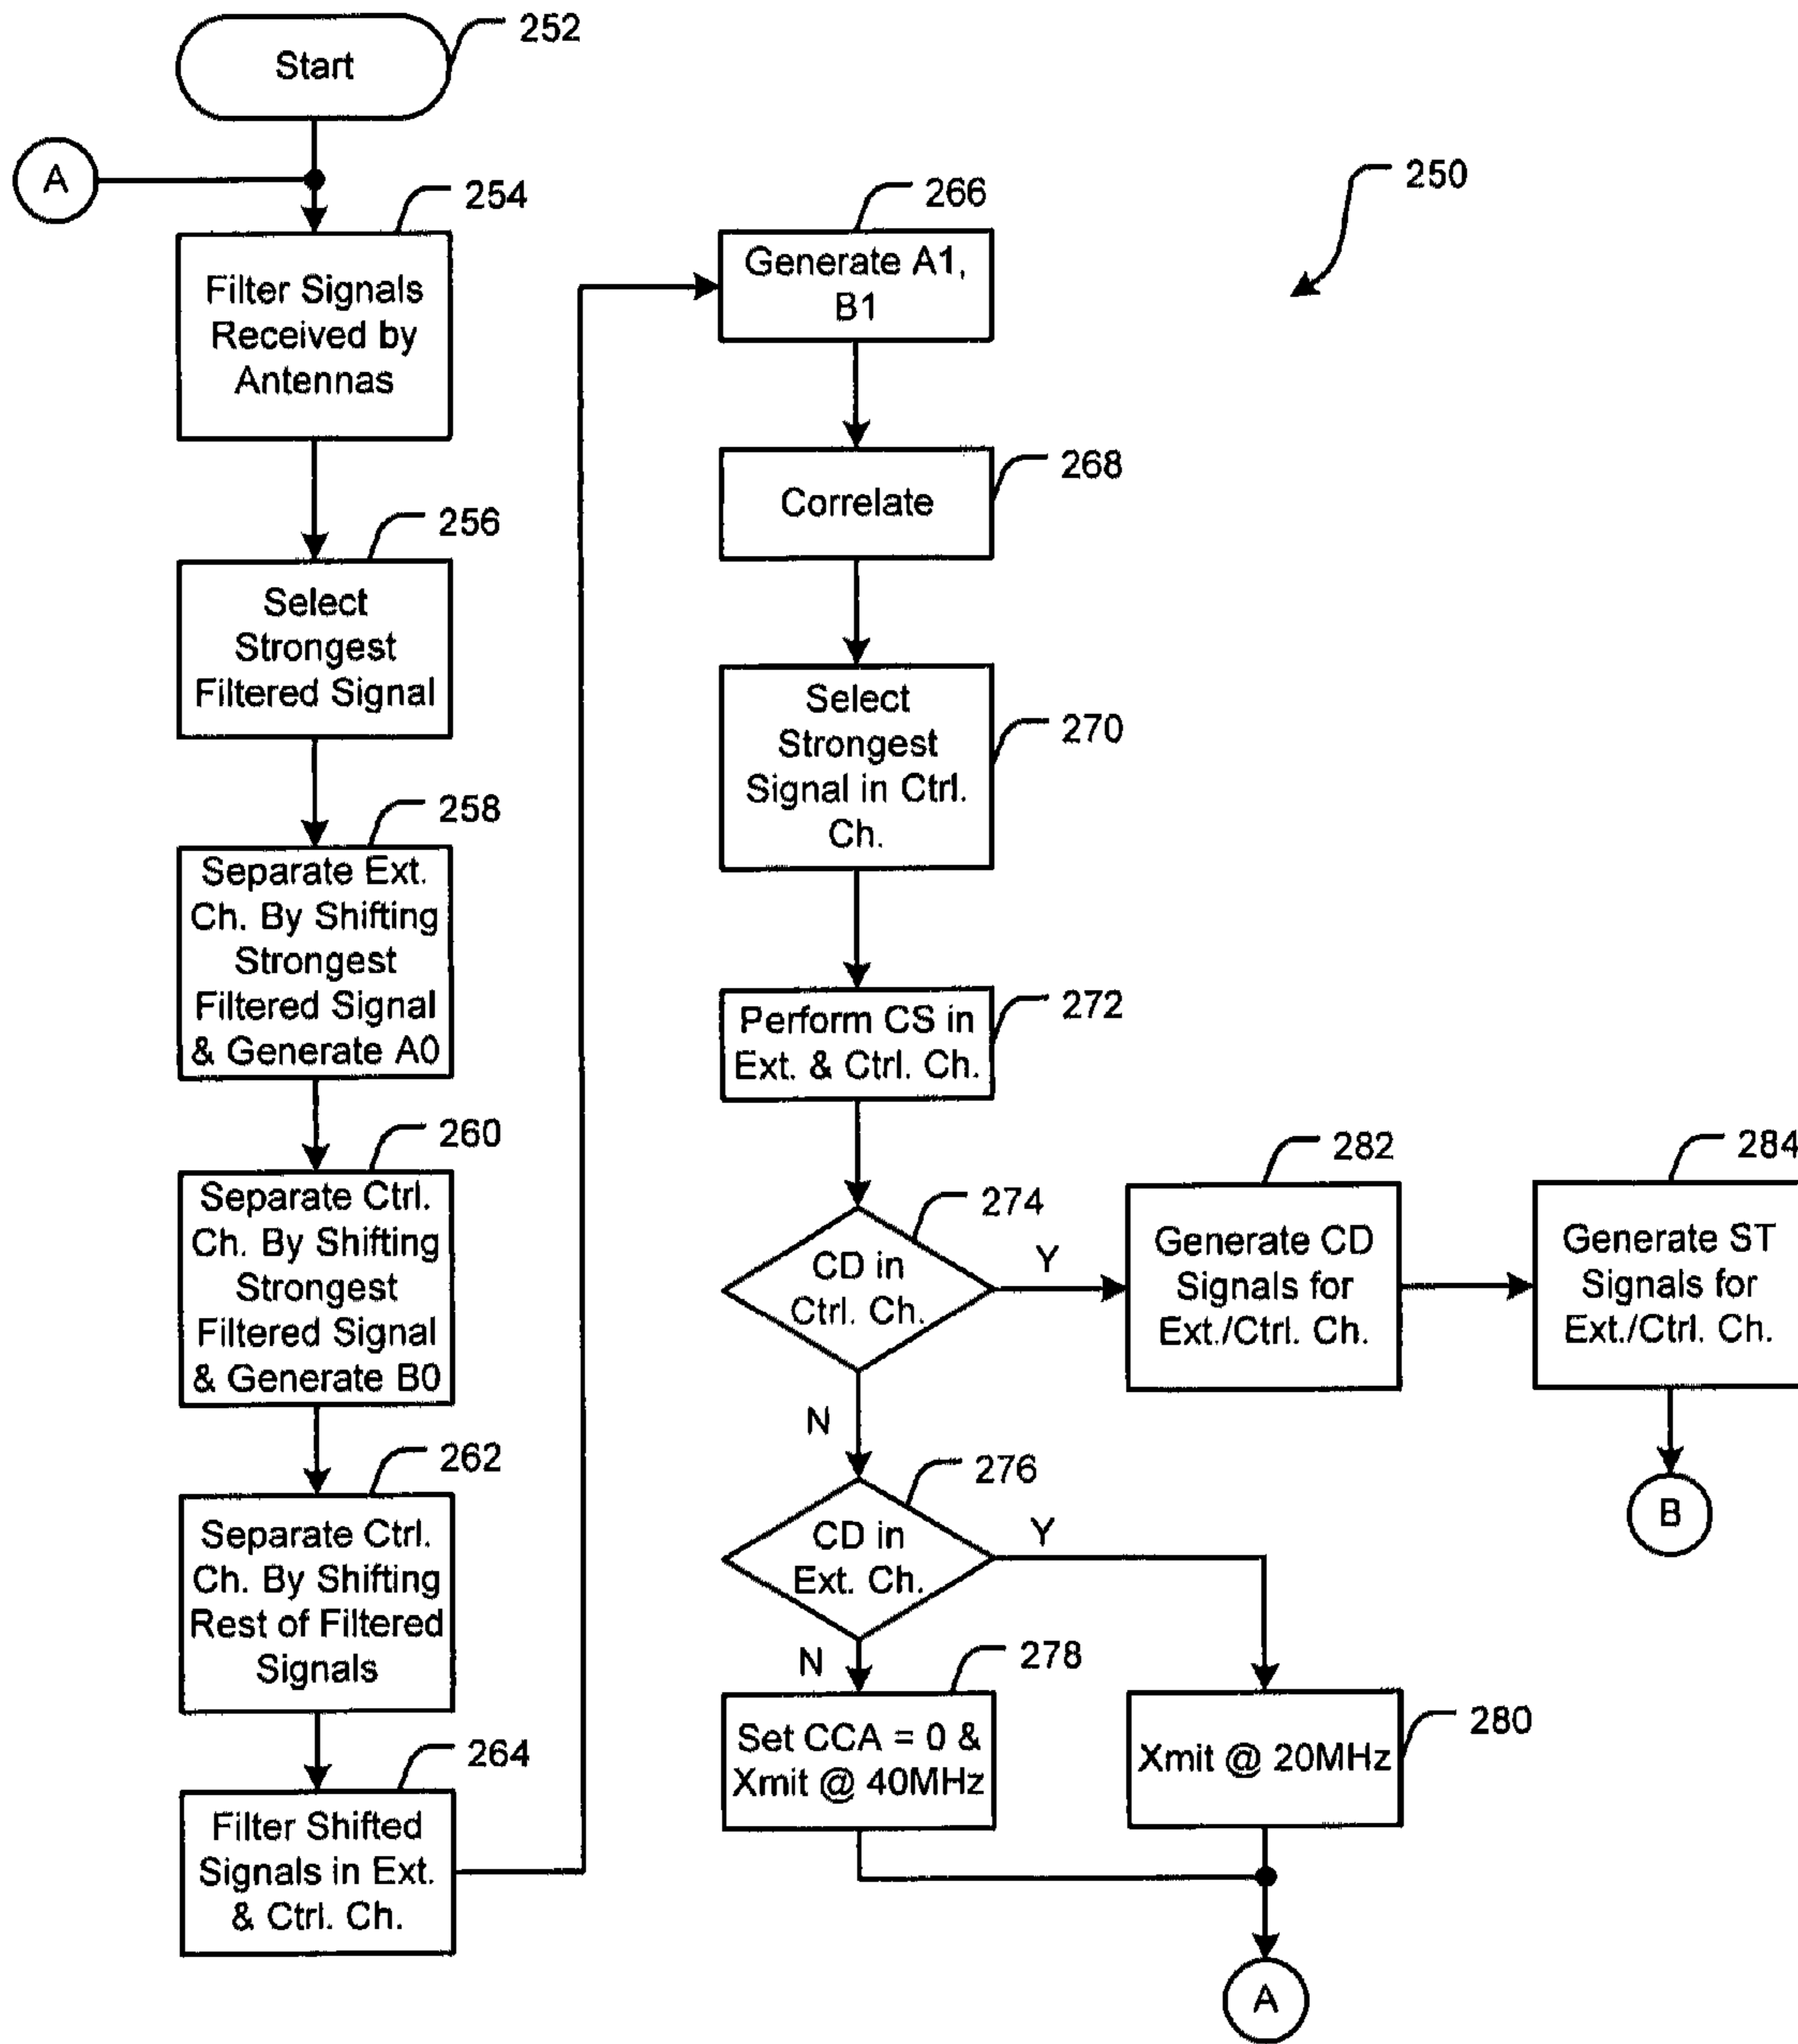 Start
252
A
254
Filter Signals
Received by
Antennas
256
Select
Strongest
Filtered Signal
258
Separate Ext.
Ch. By Shifting
Strongest
Filtered Signal
& Generate A0
260
Separate Ctrl.
Ch. By Shifting
Strongest
Filtered Signal
& Generate B0
262
Separate Ctrl.
Ch. By Shifting
Rest of Filtered
Signals
264
Filter Shifted
Signals in Ext.
& Ctrl. Ch.
266
Generate A1,
B1
250
268
Correlate
270
Select
Strongest
Signal in Ctrl.
Ch.
272
Perform CS in
Ext. & Ctrl. Ch.
274
CD in
Ctrl. Ch.
Y
N
282
Generate CD
Signals for
Ext./Ctrl. Ch.
284
Generate ST
Signals for
Ext./Ctrl. Ch.
B
276
CD in
Ext. Ch.
Y
N
278
Set CCA = 0 &
Xmit @ 40MHz
280
Xmit @ 20MHz
A